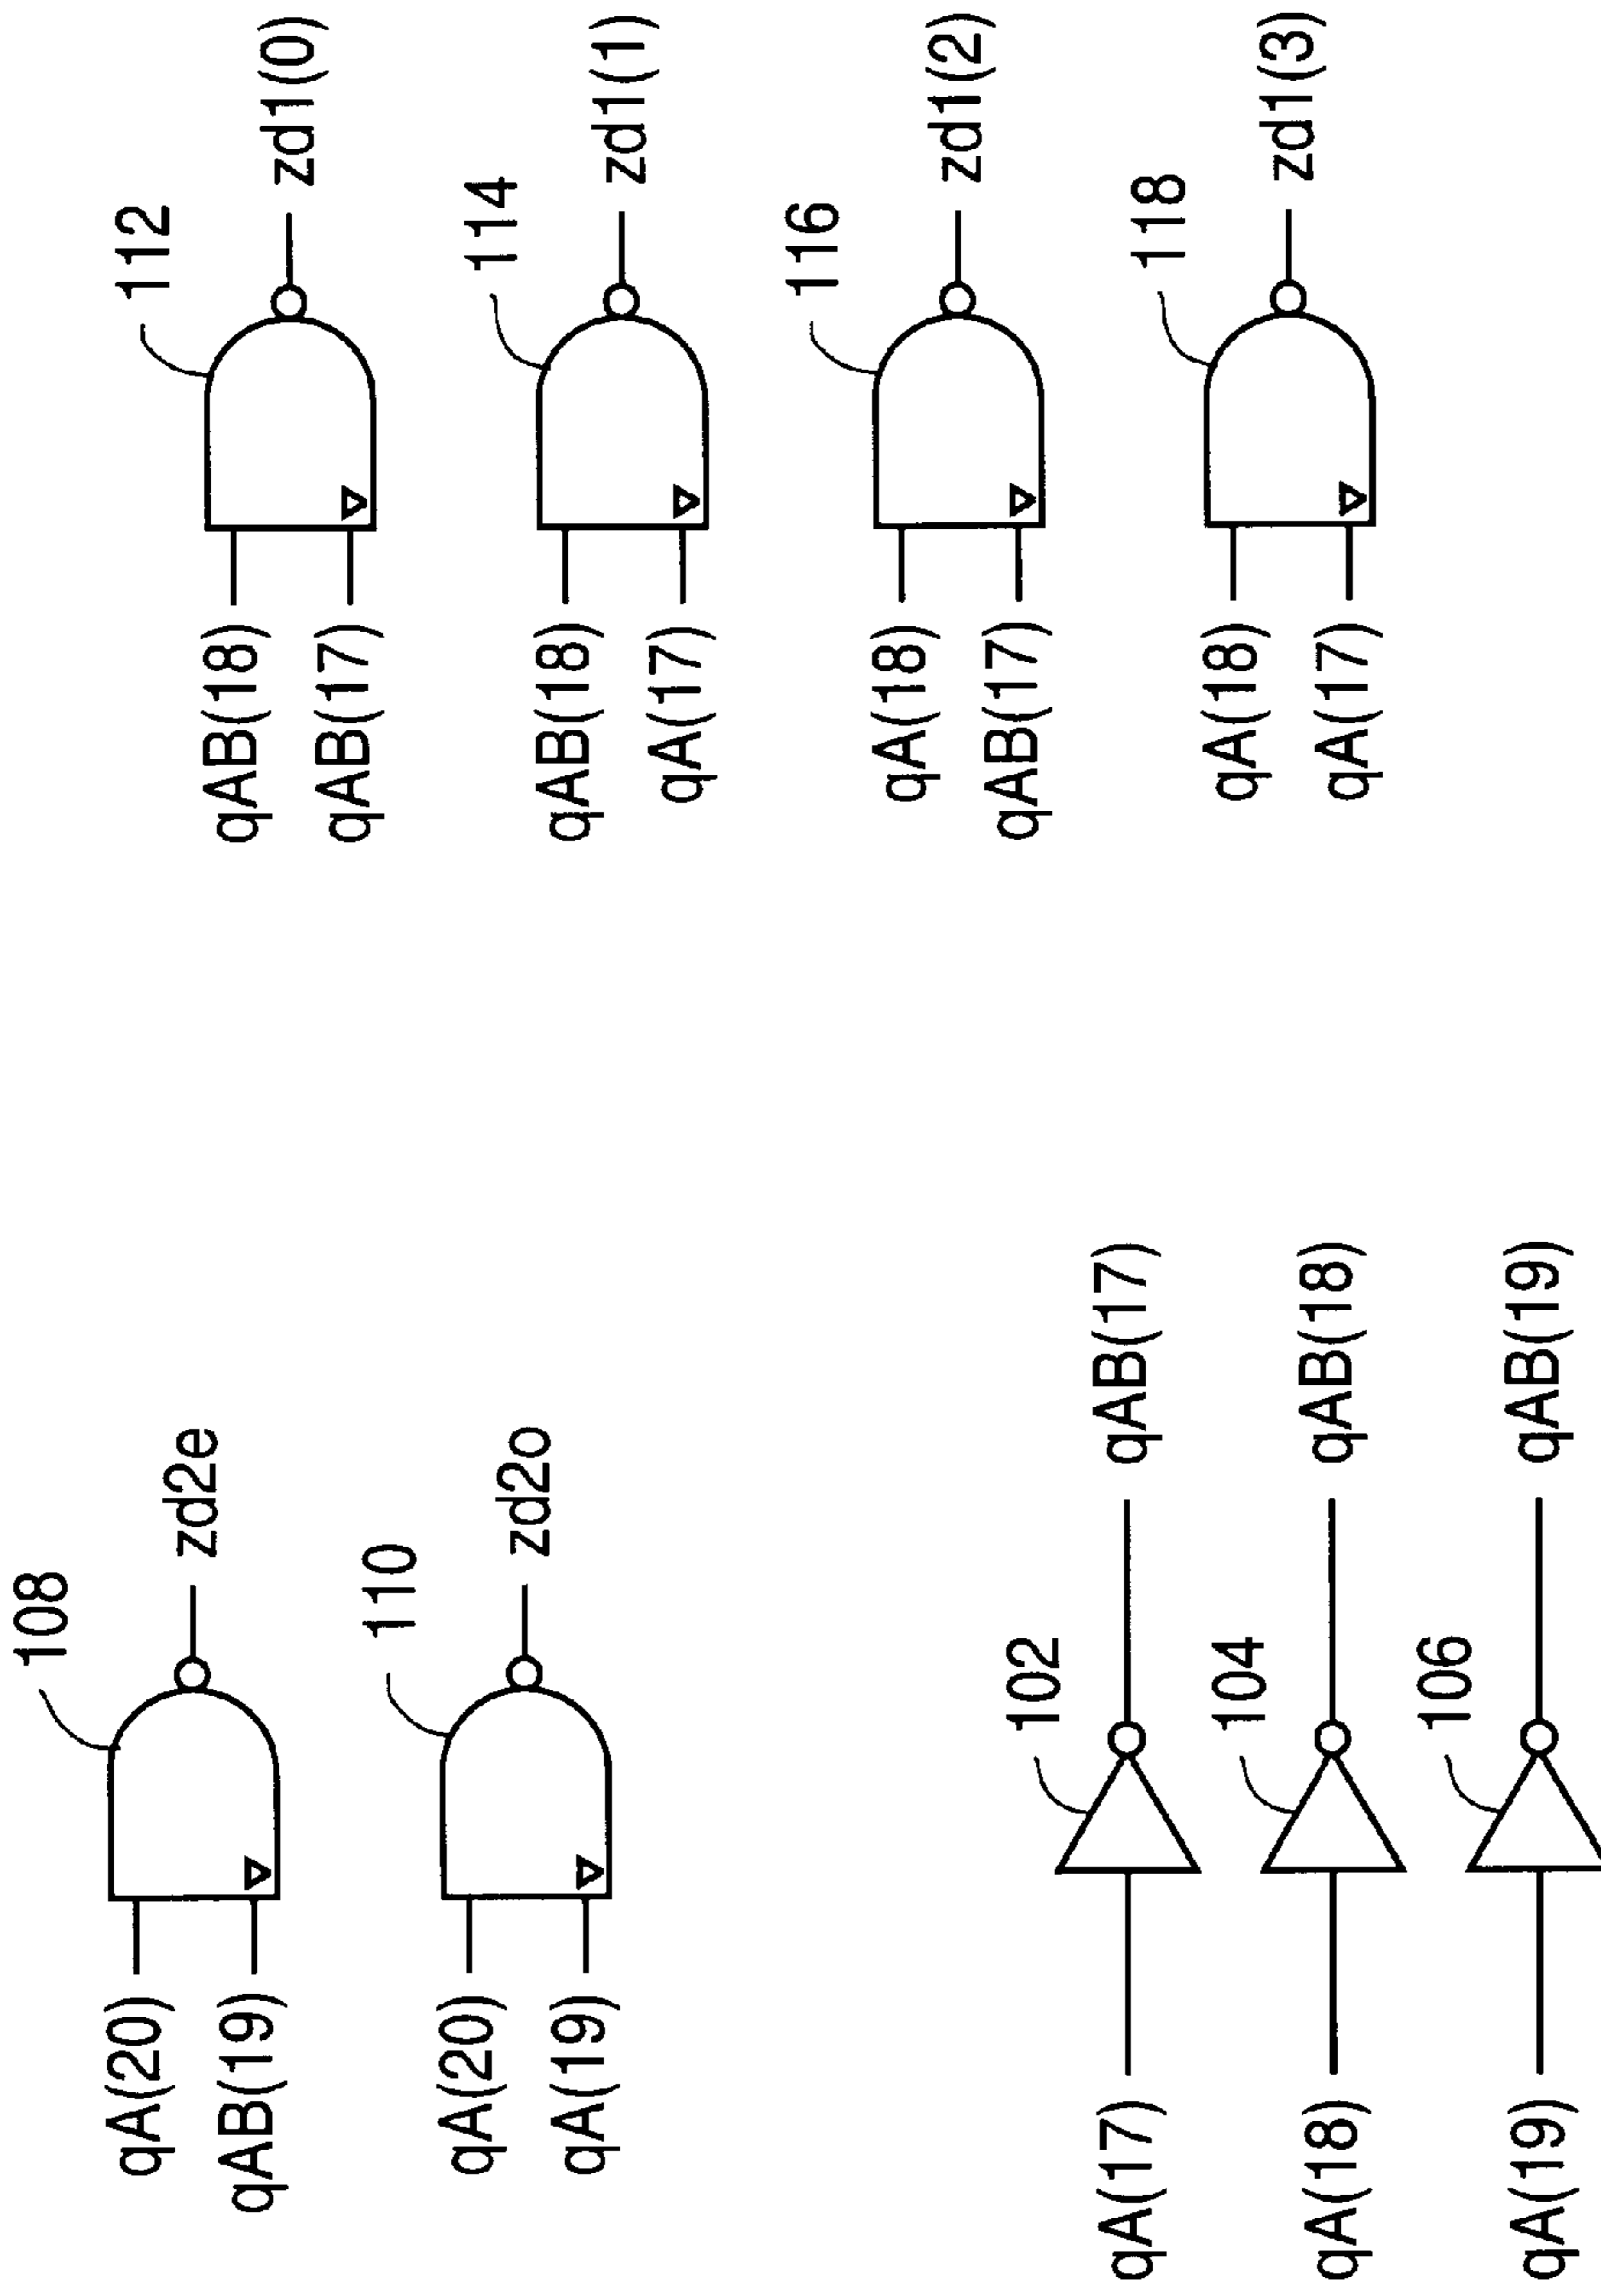 108
qA(20)
qAB(19)
zd2e
110
qA(20)
qA(19)
zd2o
102
qA(17)
qAB(17)
104
qA(18)
qAB(18)
106
qA(19)
qAB(19)
112
qAB(18)
qAB(17)
zd1(0)
114
qAB(18)
qA(17)
zd1(1)
116
qA(18)
qAB(17)
zd1(2)
118
qA(18)
qA(17)
zd1(3)